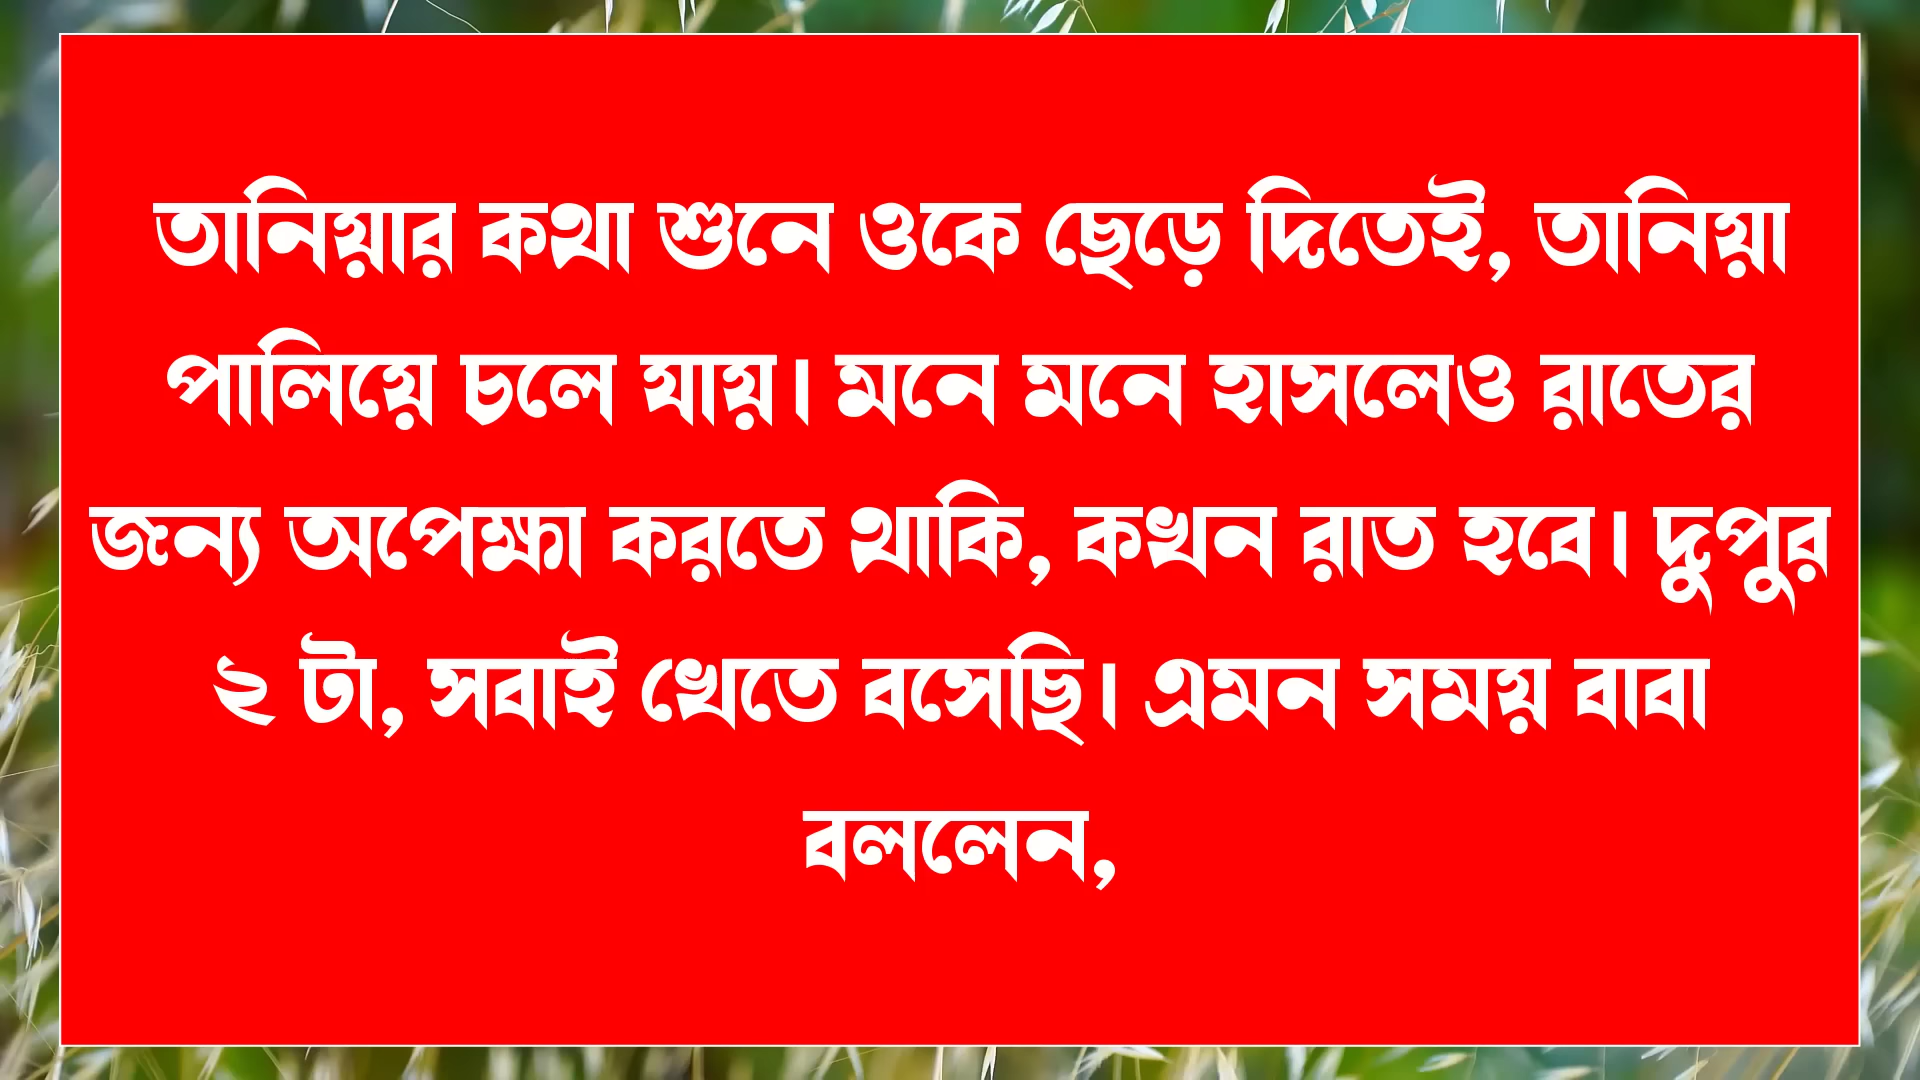 তানিয়ার কথা শুনে ওকে ছেড়ে দিতেই, তানিয়া
পালিয়ে চলে যায়। মনে মনে হাসলেও রাতের
জন্য অপেক্ষা করতে থাকি, কখন রাত হবে। দুপুর
২ টা, সবাই খেতে বসেছি। এমন সময় বাবা
বললেন,